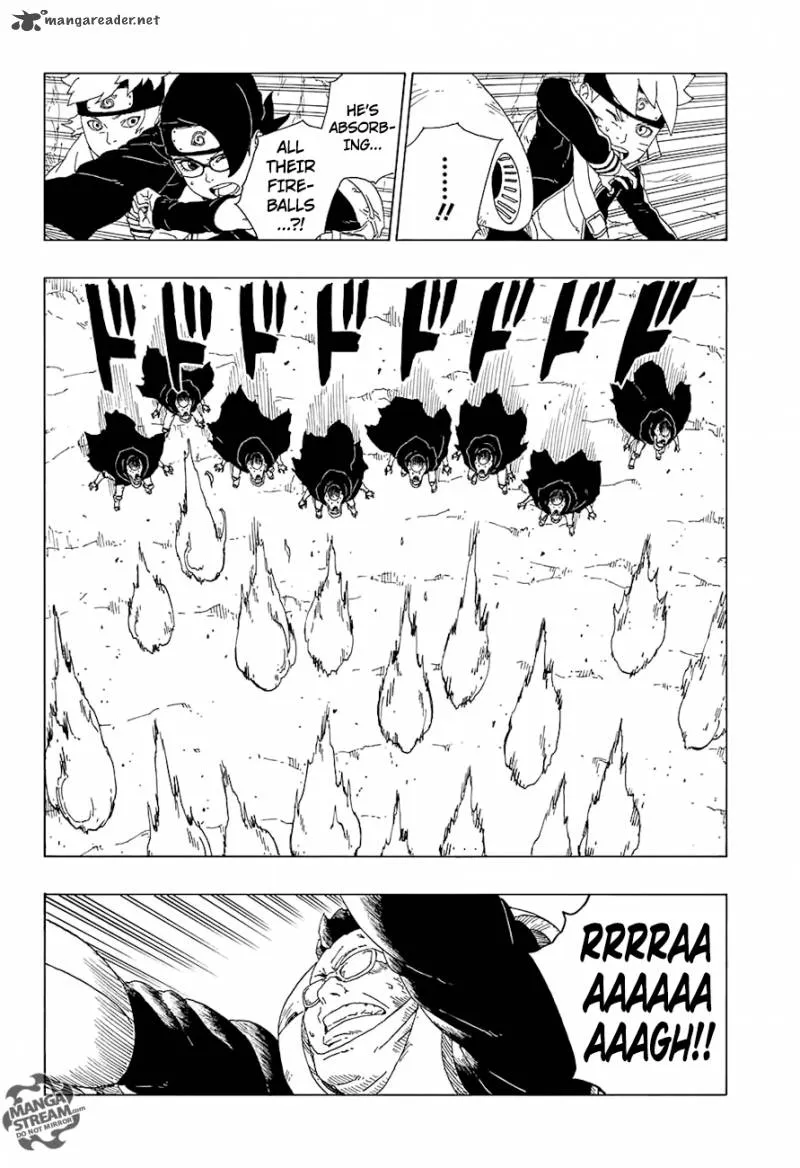 mangareader.net
......!!
HE'S
ABSORB-
ING...
ALL
THEIR
FIRE-
BALLS
...?!
ドドドドドドドド
RRRRAA
AAAAAA
AAAGH!!
MANGA
STREAM.com
DO NOT MIRROR